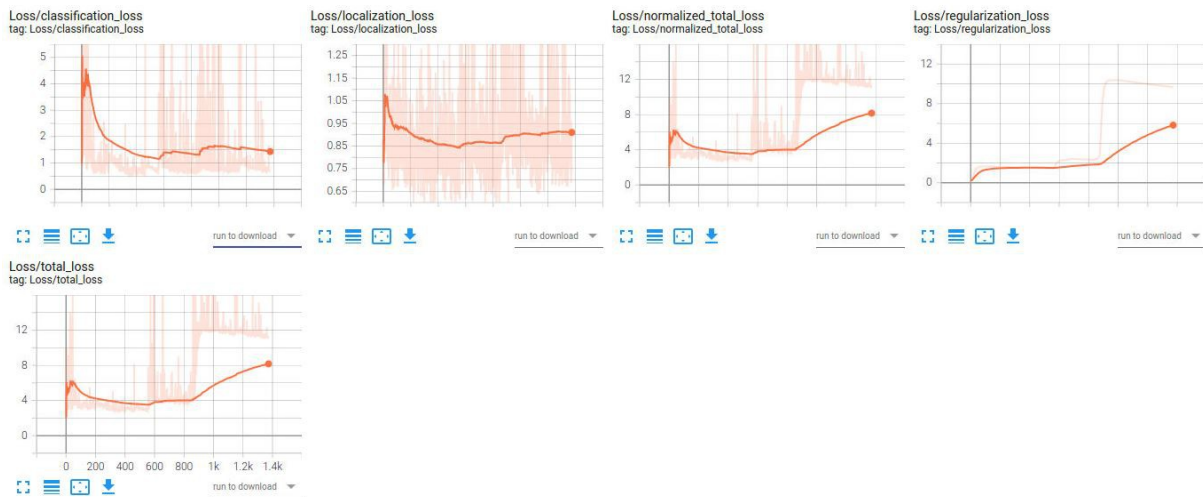 Loss/classification_loss
tag: Loss/classification_loss
5
4
3
2
1
0
run to download
Loss/localization_loss
tag: Loss/localization_loss
1.25
1.15
1.05
0.95
0.85
0.75
0.65
run to download
Loss/normalized_total_loss
tag: Loss/normalized_total_loss
12
8
4
0
run to download
Loss/regularization_loss
tag: Loss/regularization_loss
12
8
4
0
run to download
Loss/total_loss
tag: Loss/total_loss
12
8
4
0
0 200 400 600 800 1k 1.2k 1.4k
run to download